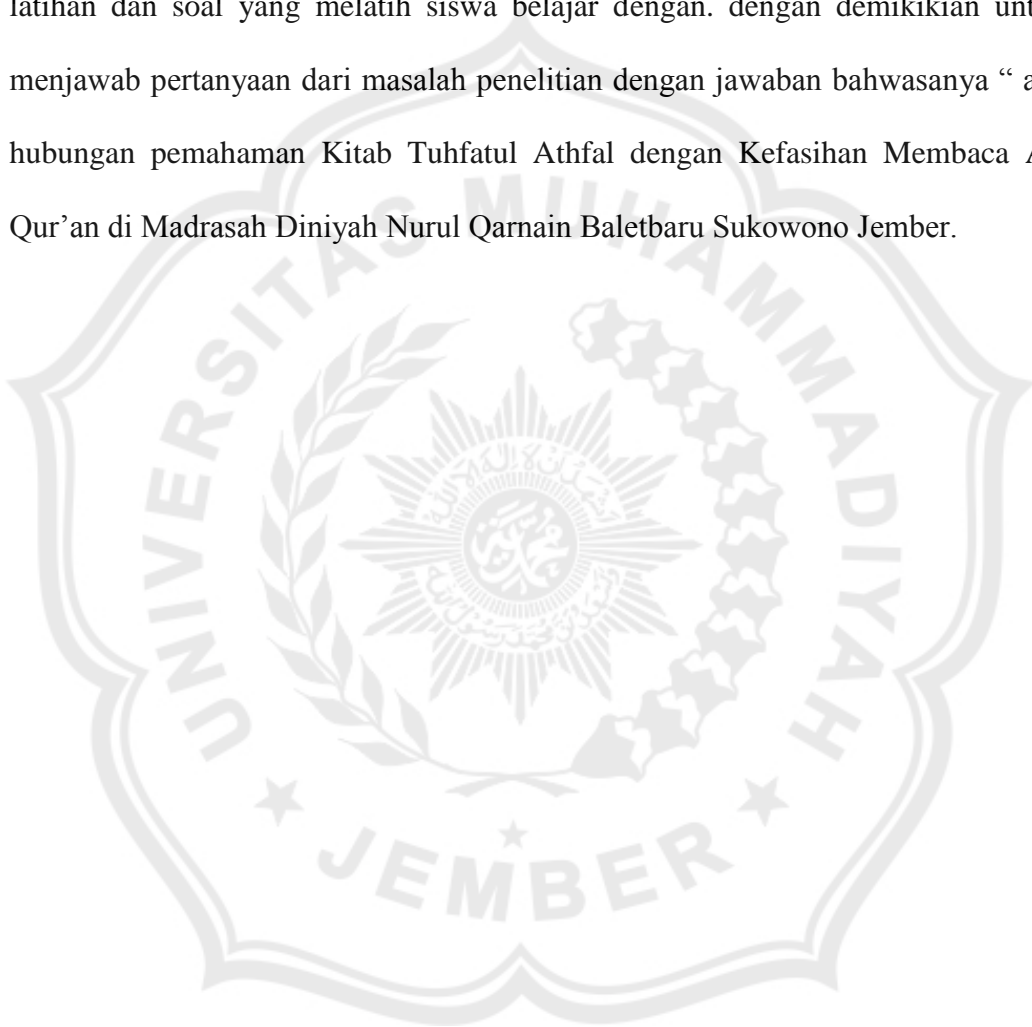 latihan dan soal yang melatih siswa belajar dengan. dengan demikikian unt
menjawab pertanyaan dari masalah penelitian dengan jawaban bahwasanya “ a
hubungan pemahaman Kitab Tuhfatul Athfal dengan Kefasihan Membaca A
Qur’an di Madrasah Diniyah Nurul Qarnain Baletbaru Sukowono Jember.
UNIVERSITAS MUHAMMADIYAH
JEMBER